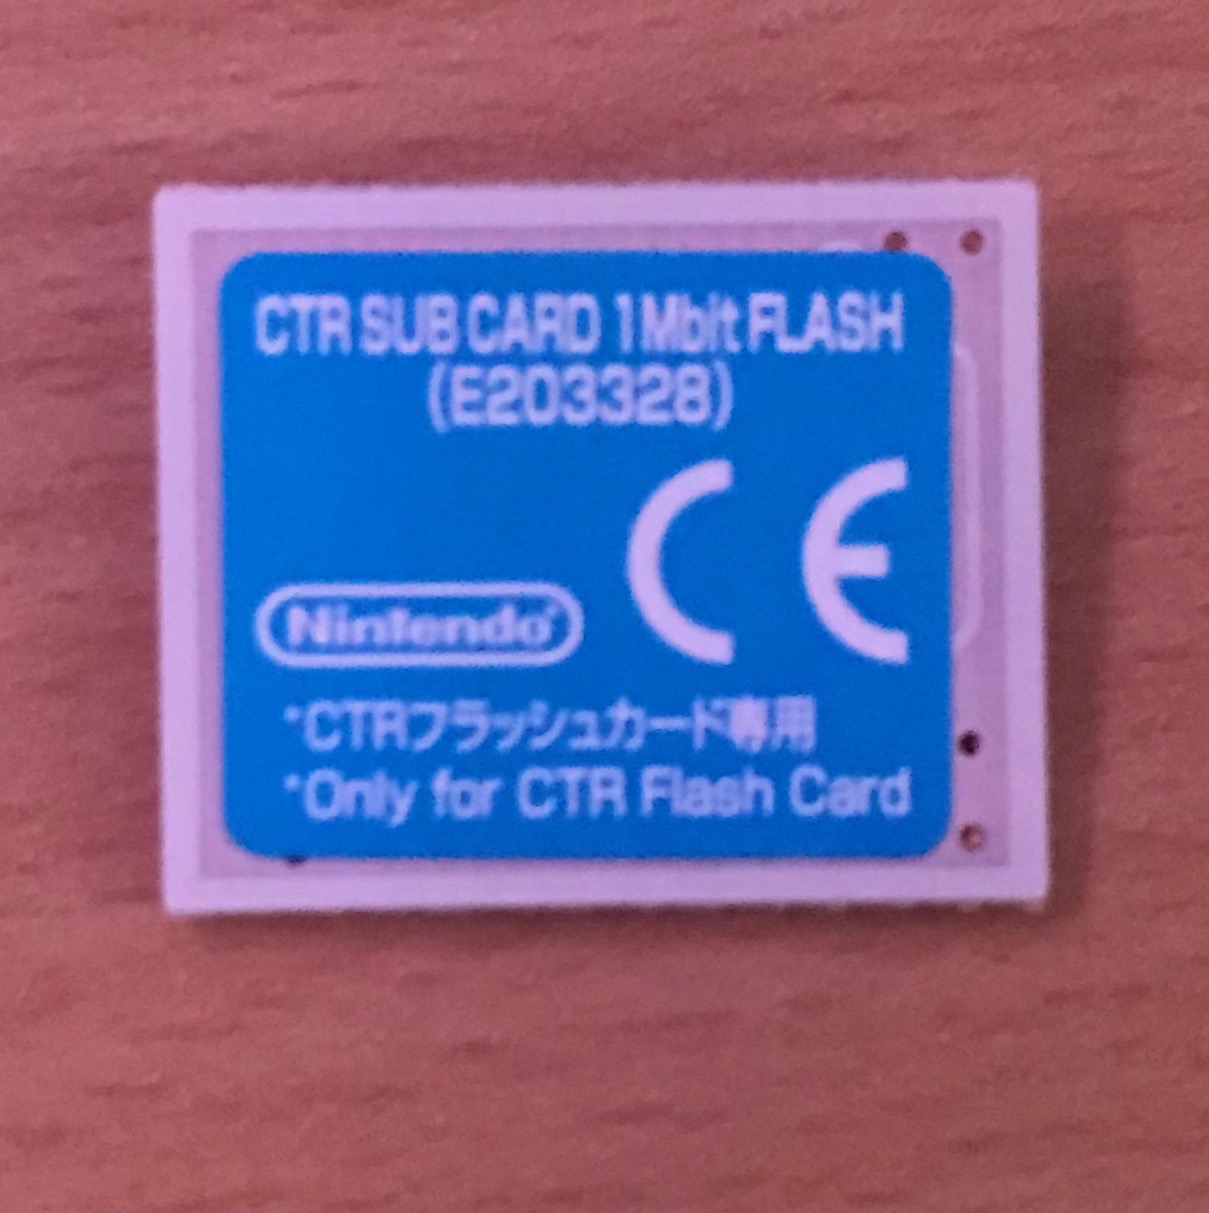 CTR SUB CARD 1Mbit FLASH
(E203328)
CE
Nintendo®
*CTRフラッシュカード専用
*Only for CTR Flash Card